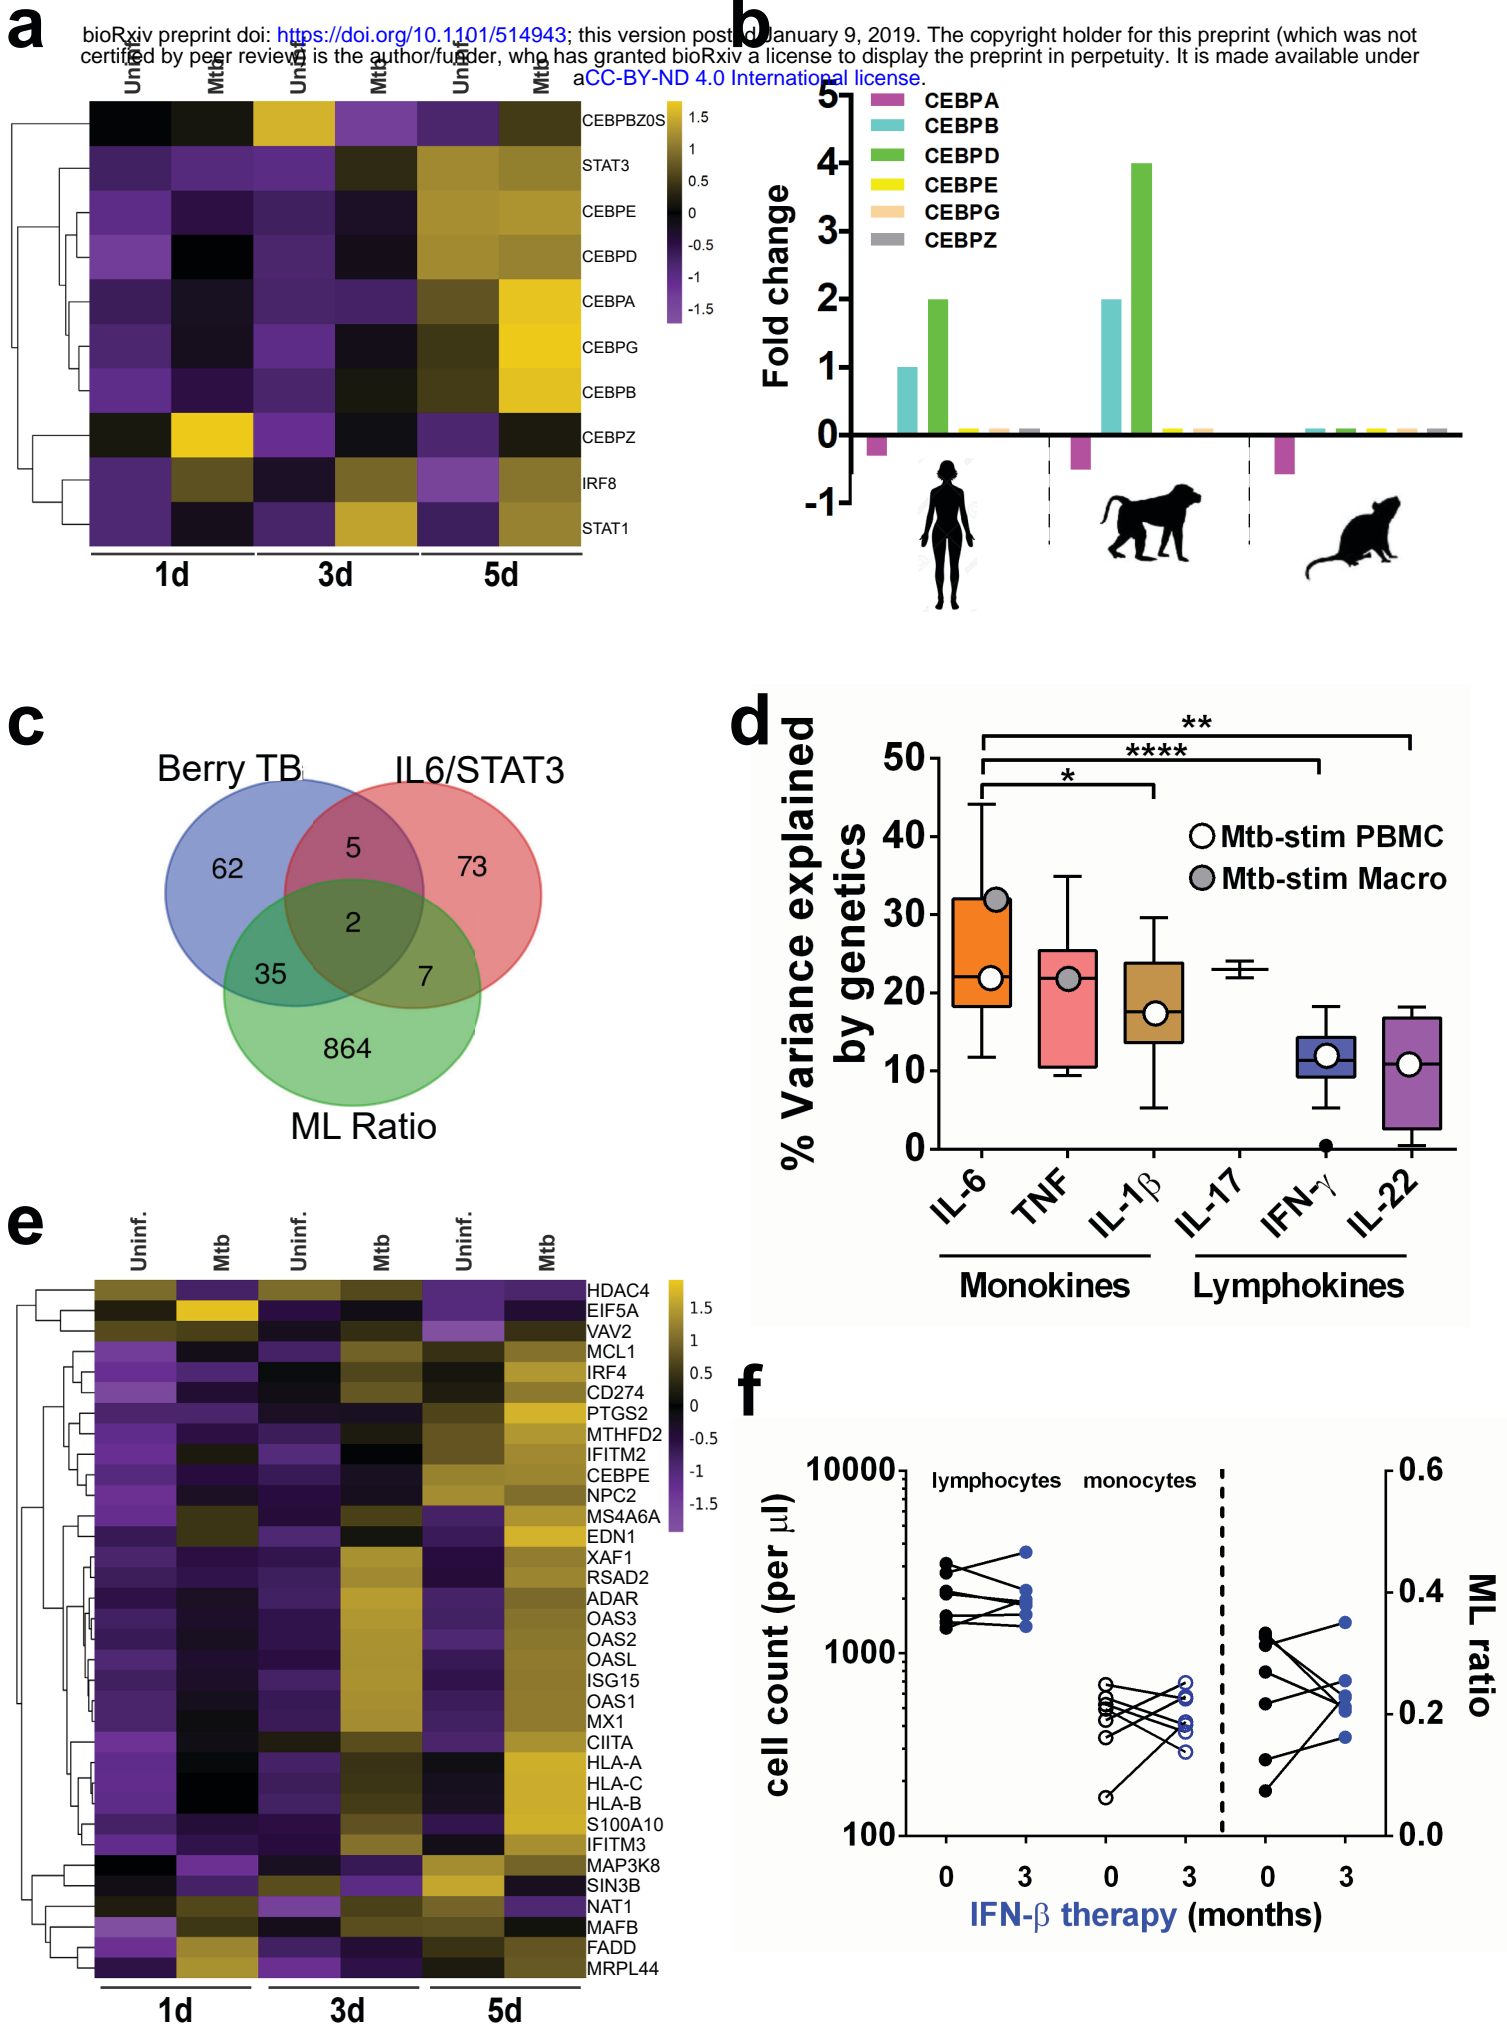 a
b
bioRxiv preprint doi: https://doi.org/10.1101/514943; this version posted January 9, 2019. The copyright holder for this preprint (which was not
certified by peer review) is the author/funder, who has granted bioRxiv a license to display the preprint in perpetuity. It is made available under
aCC-BY-ND 4.0 International license.
Uninf. Mtb Uninf. Mtb Uninf. Mtb
CEBPBZ0S
STAT3
CEBPE
CEBPD
CEBPA
CEBPG
CEBPB
CEBPZ
IRF8
STAT1
1.5
1
0.5
0
-0.5
-1
-1.5
1d 3d 5d
Fold change
5
4
3
2
1
0
-1
CEBPA
CEBPB
CEBPD
CEBPE
CEBPG
CEBPZ
c
Berry TB IL6/STAT3
62 5 73
2
35 7
864
ML Ratio
d
% Variance explained
by genetics
50
40
30
20
10
0
**
****
*
Mtb-stim PBMC
Mtb-stim Macro
IL-6 TNF IL-1β IL-17 IFN-γ IL-22
Monokines Lymphokines
e
Uninf. Mtb Uninf. Mtb Uninf. Mtb
HDAC4
EIF5A
VAV2
MCL1
IRF4
CD274
PTGS2
MTHFD2
IFITM2
CEBPE
NPC2
MS4A6A
EDN1
XAF1
RSAD2
ADAR
OAS3
OAS2
OASL
ISG15
OAS1
MX1
CIITA
HLA-A
HLA-C
HLA-B
S100A10
IFITM3
MAP3K8
SIN3B
NAT1
MAFB
FADD
MRPL44
1.5
1
0.5
0
-0.5
-1
-1.5
1d 3d 5d
f
cell count (per μl)
10000
1000
100
lymphocytes monocytes
0.6
0.4
0.2
0.0
ML ratio
0 3 0 3 0 3
IFN-β therapy (months)